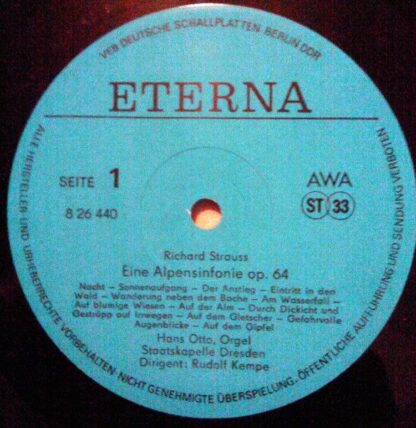 VEB DEUTSCHE SCHALLPLATTEN BERLIN DDR
ETERNA
SEITE 1
AWA
8 26 440
ST 33
Richard Strauss
Eine Alpensinfonie op. 64
Nacht – Sonnenaufgang – Der Anstieg – Eintritt in den
Wald – Wanderung neben dem Bache – Am Wasserfall –
Auf blumige Wiesen – Auf der Alm – Durch Dickicht und
Gestrüpp auf Irrwegen – Auf dem Gletscher – Gefahrvolle
Augenblicke – Auf dem Gipfel
Hans Otto, Orgel
Staatskapelle Dresden
Dirigent: Rudolf Kempe
ALLE HERSTELLER UND URHEBERRECHTE VORBEHALTEN · NICHT GENEHMIGTE ÜBERSPIELUNG, ÖFFENTLICHE AUFFÜHRUNG UND SENDUNG VERBOTEN